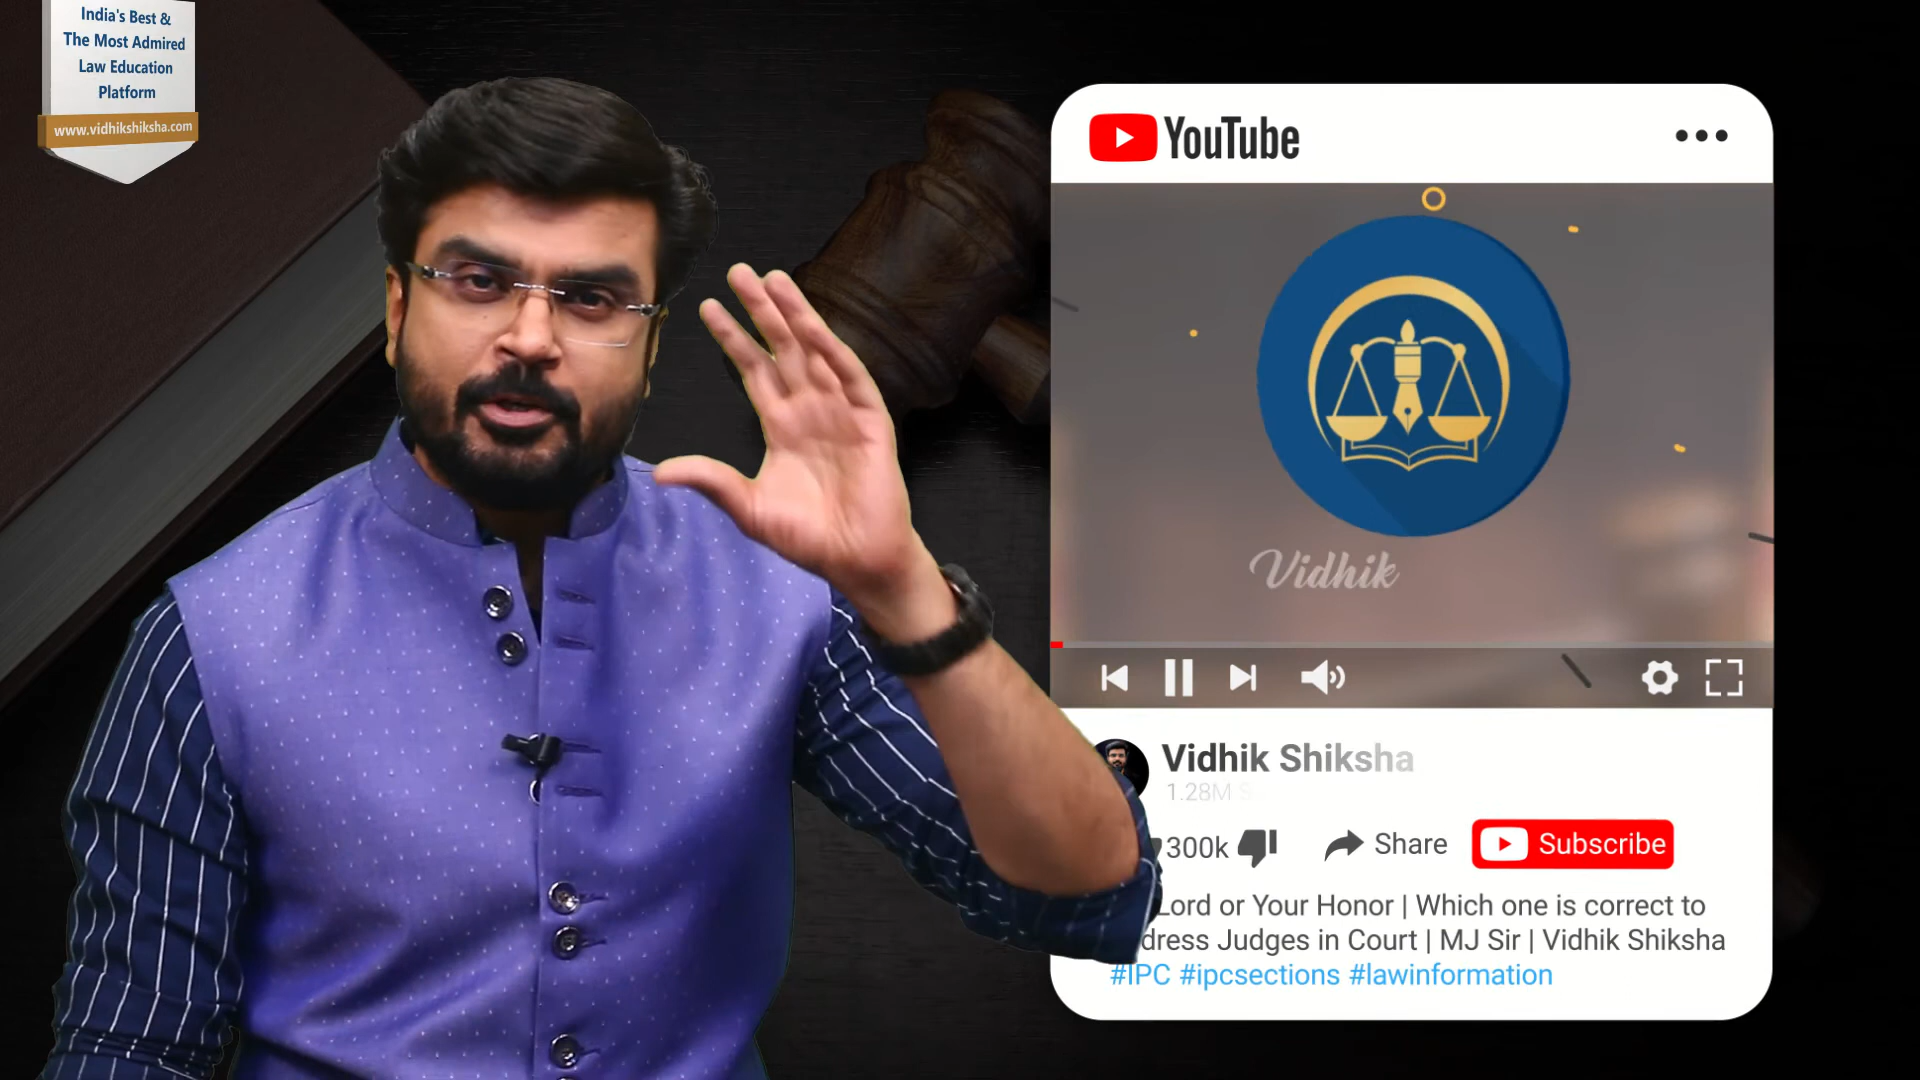 India's Best &
The Most Admired
Law Education
Platform
www.vidhikshiksha.com
YouTube
Vidhik
Vidhik Shiksha
1.28M S
300k
Share
Subscribe
Lord or Your Honor | Which one is correct to
dress Judges in Court | MJ Sir | Vidhik Shiksha
#IPC #ipcsections #lawinformation